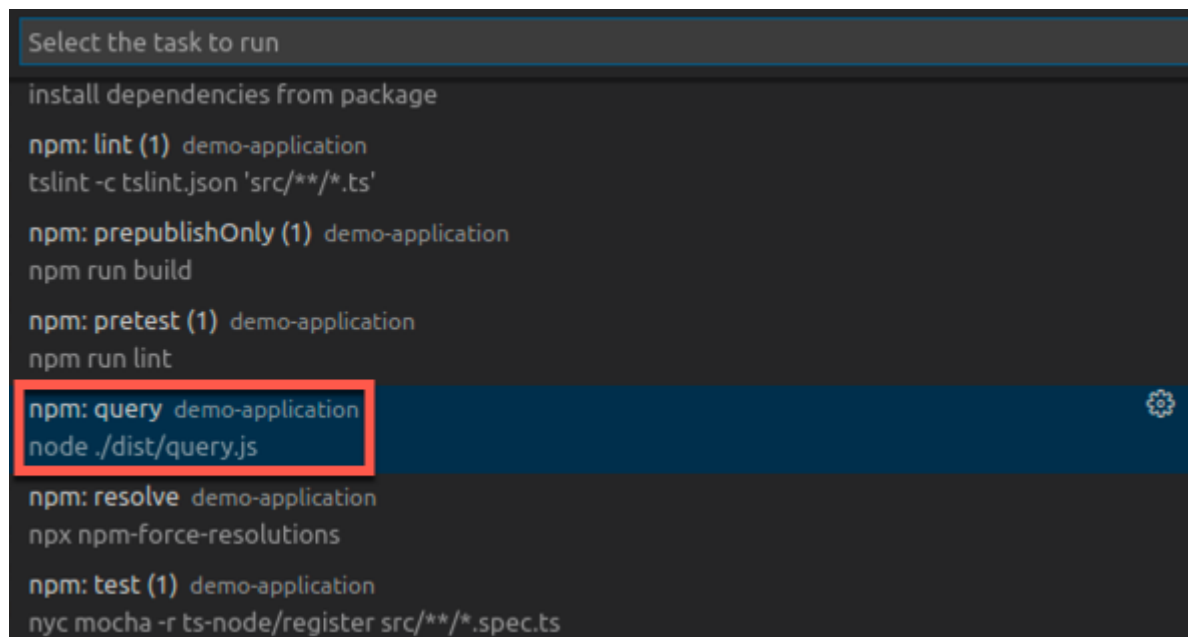 Select the task to run
install dependencies from package
npm: lint (1) demo-application
tslint -c tslint.json 'src/**/*.ts'
npm: prepublishOnly (1) demo-application
npm run build
npm: pretest (1) demo-application
npm run lint
npm: query demo-application
node ./dist/query.js
npm: resolve demo-application
npx npm-force-resolutions
npm: test (1) demo-application
nyc mocha -r ts-node/register src/**/*.spec.ts